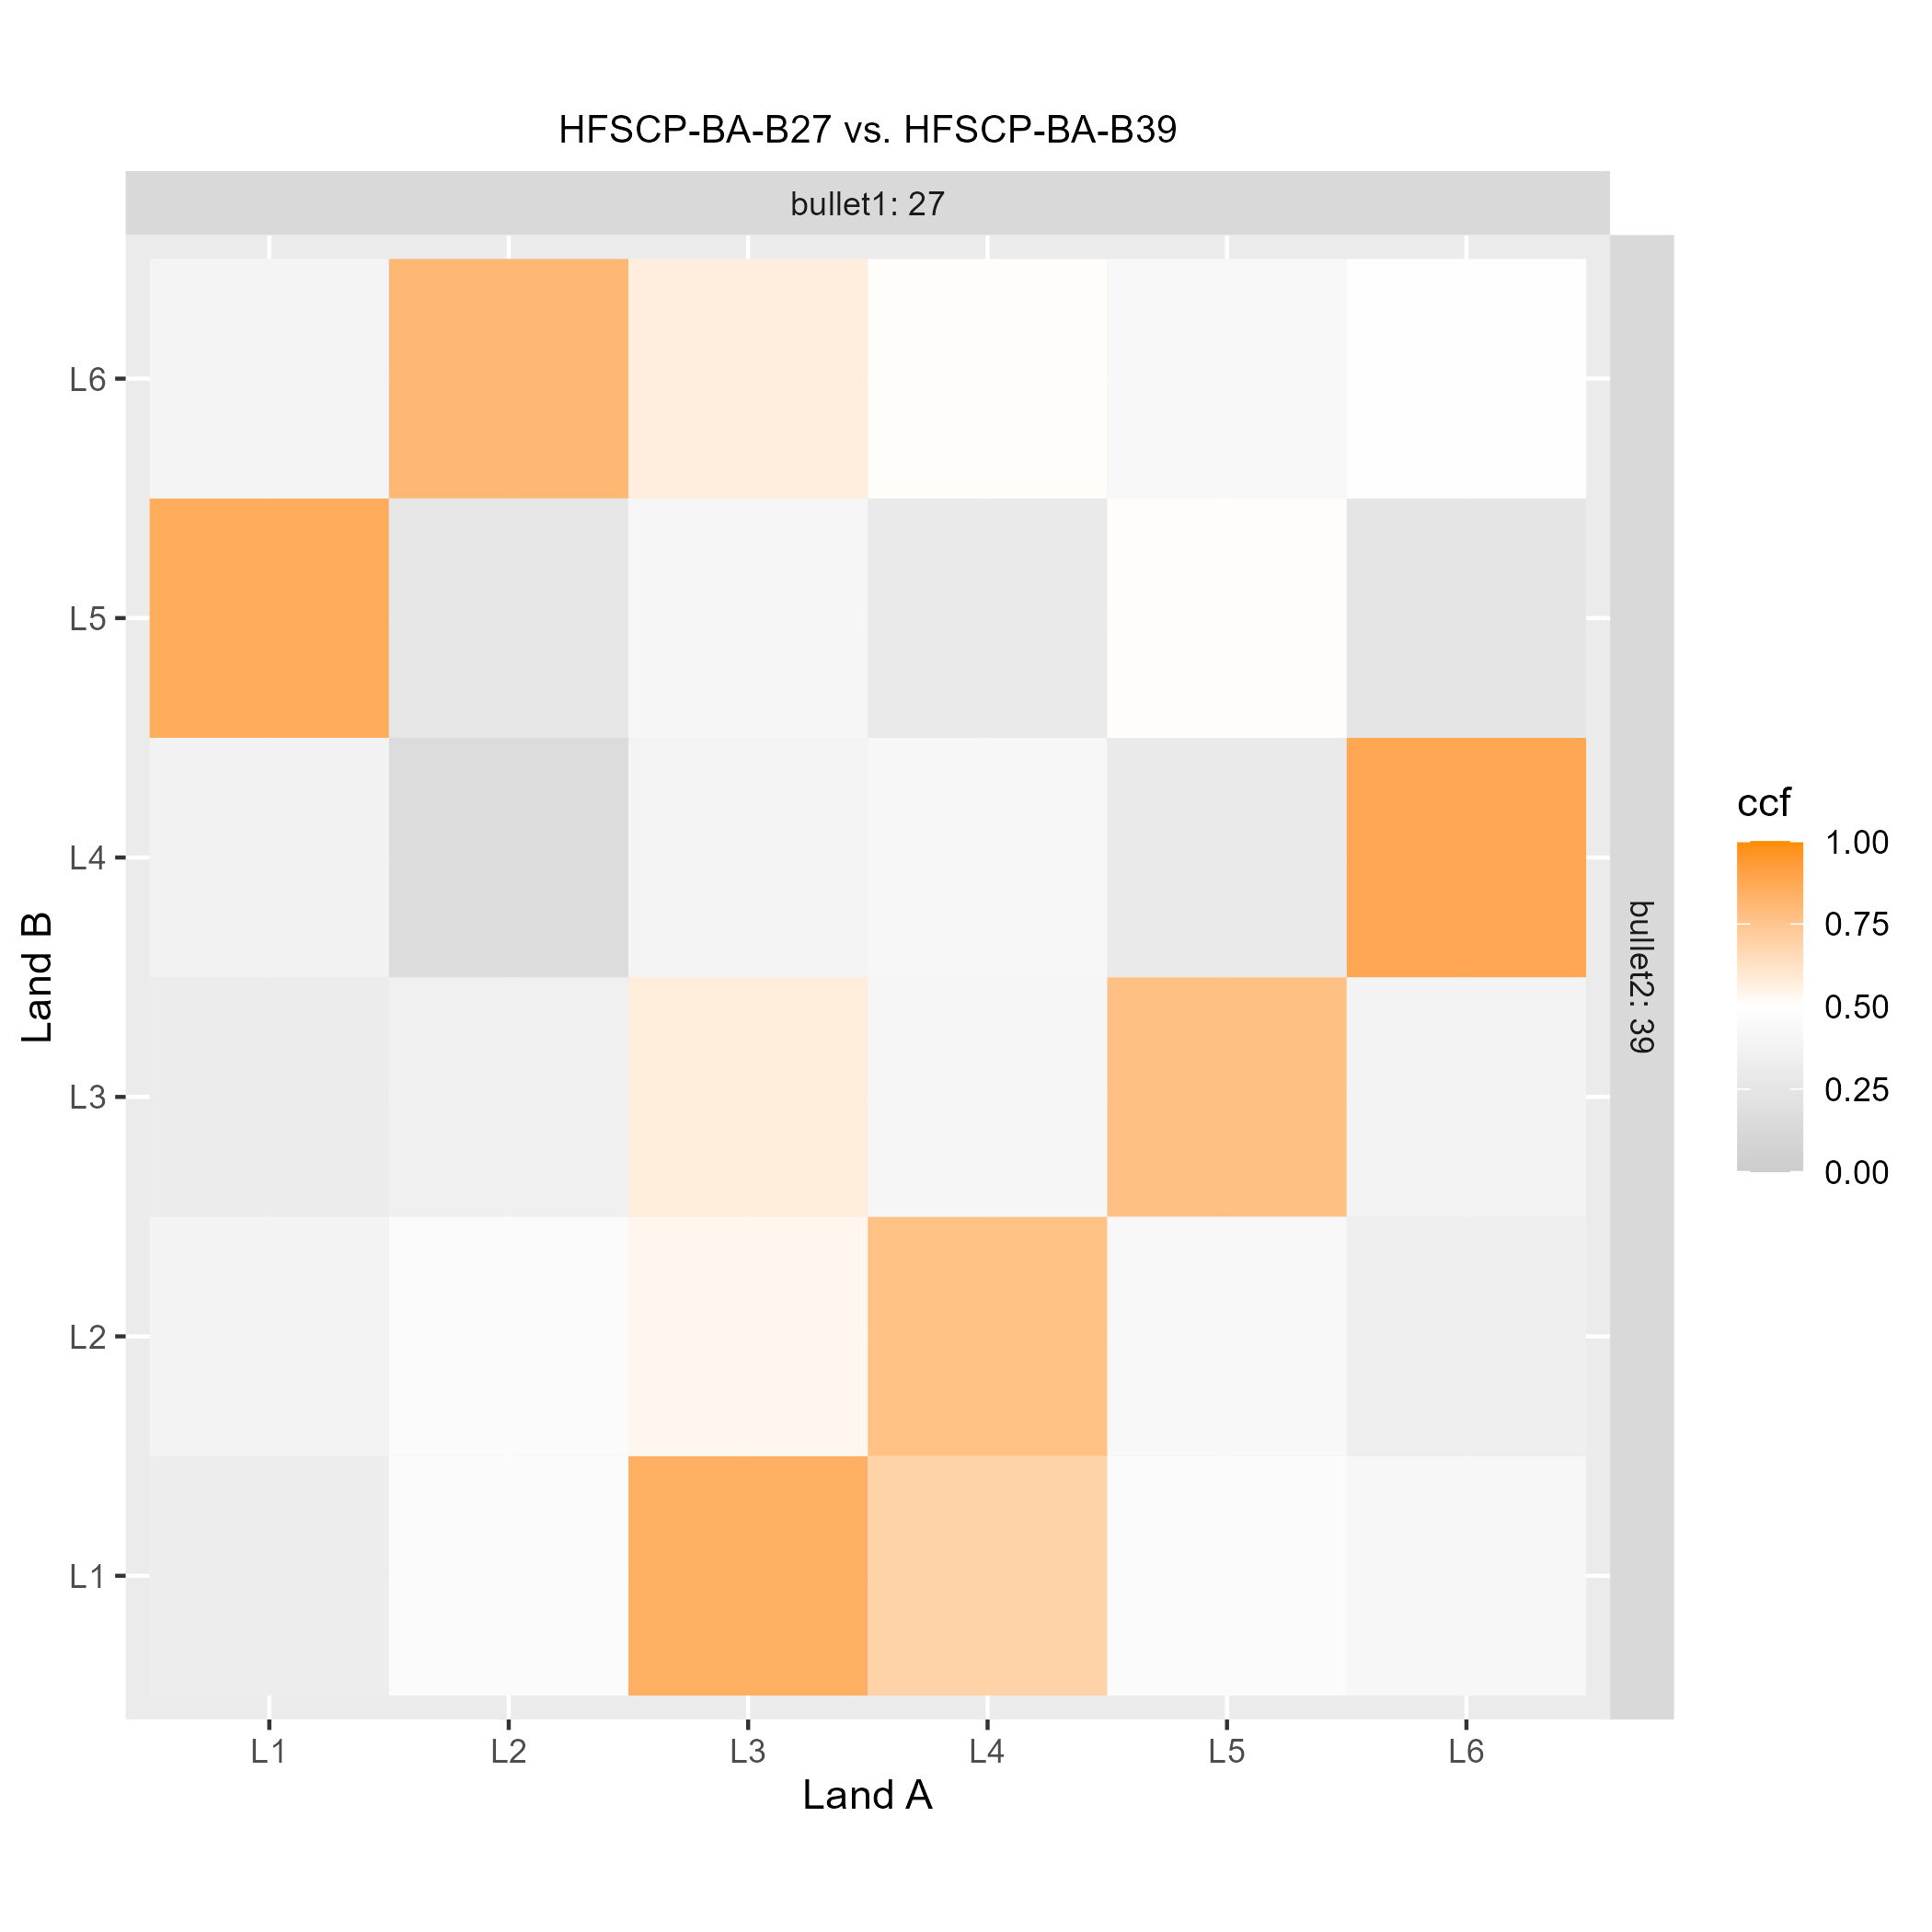 HFSCP-BA-B27 vs. HFSCP-BA-B39
bullet1: 27
L6
L5
L4
L3
L2
L1
Land B
bullet2: 39
ccf
1.00
0.75
0.50
0.25
0.00
L1 L2 L3 L4 L5 L6
Land A